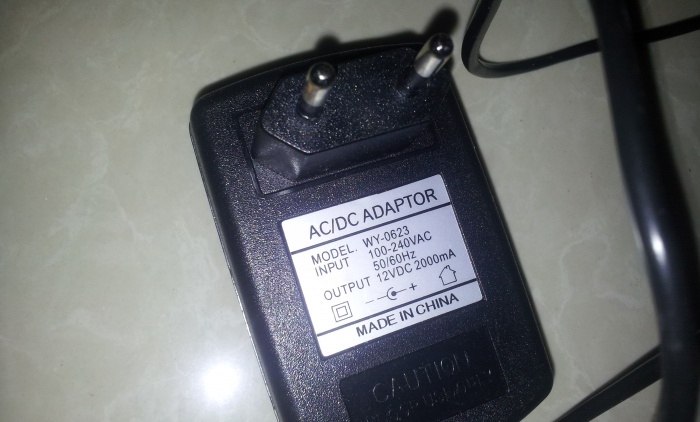 AC/DC ADAPTOR
MODEL. WY-0623
INPUT 100-240VAC
50/60Hz
OUTPUT 12VDC 2000mA
- +
MADE IN CHINA
CAUTION